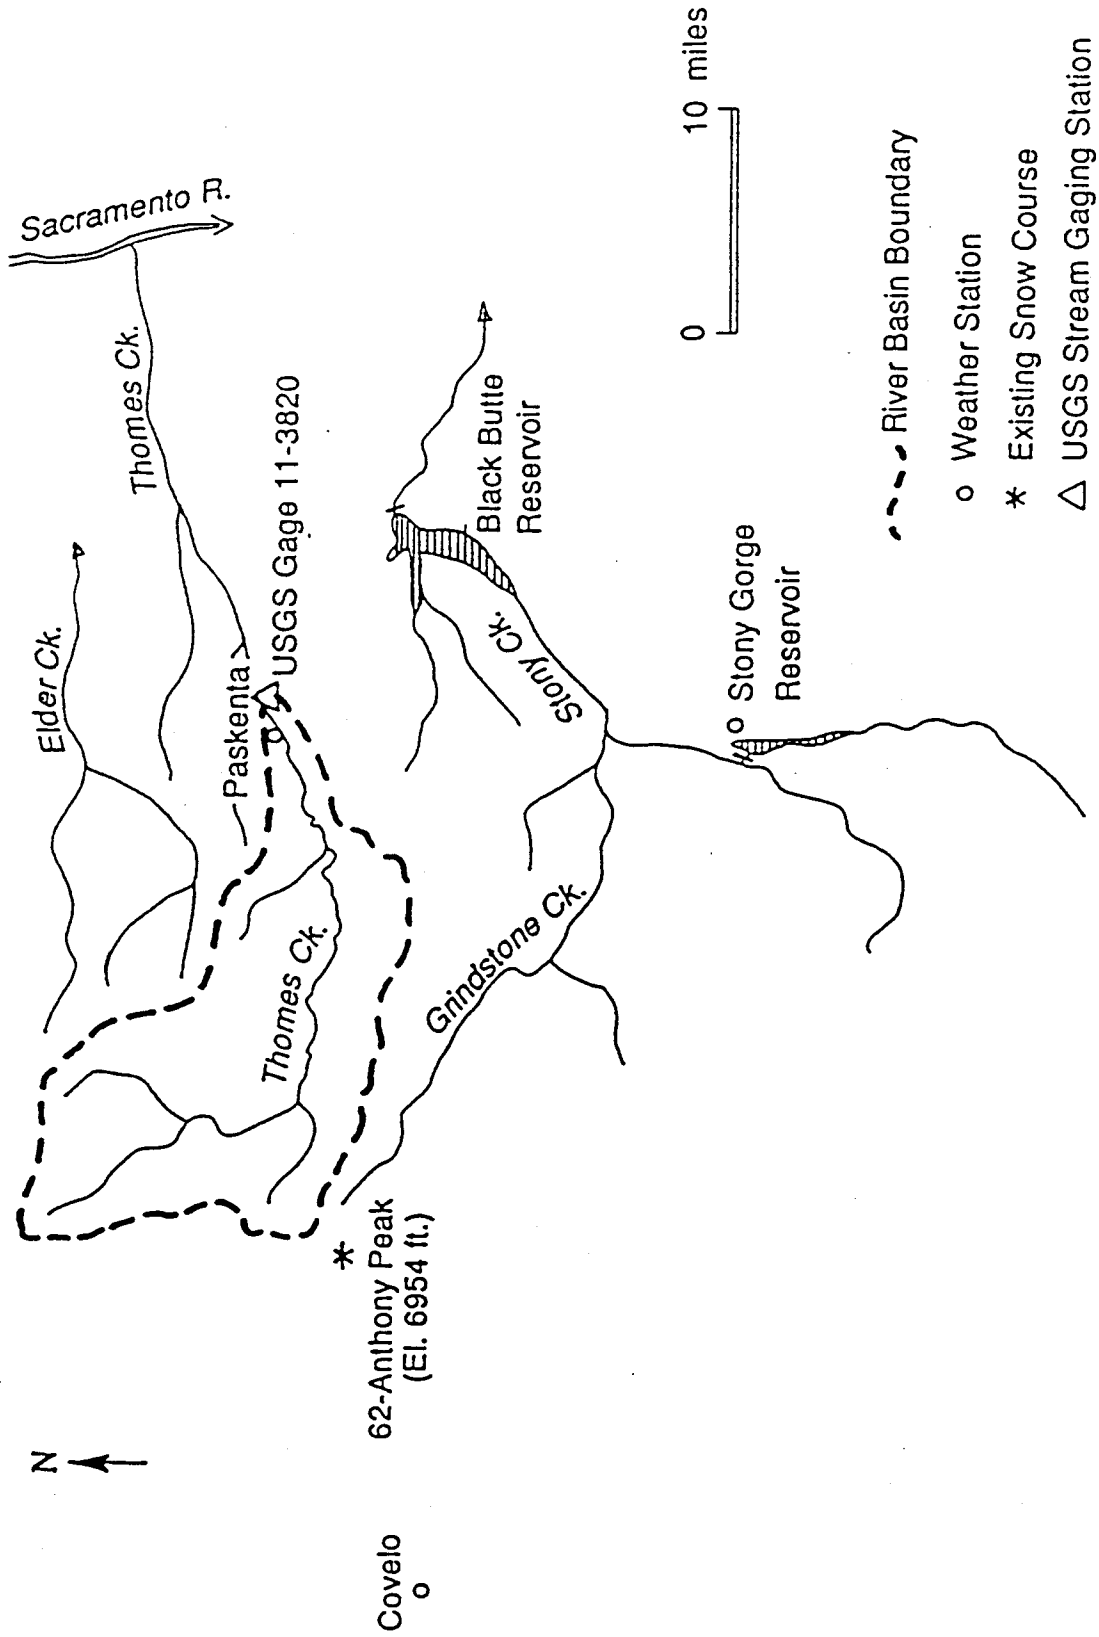 N
Sacramento R.
Elder Ck.
Thomes Ck.
Paskenta
USGS Gage 11-3820
Thomes Ck.
62-Anthony Peak
(El. 6954 ft.)
Covelo
Grindstone Ck.
Stony Ck.
Black Butte
Reservoir
Stony Gorge
Reservoir
0 10 miles
River Basin Boundary
Weather Station
Existing Snow Course
USGS Stream Gaging Station